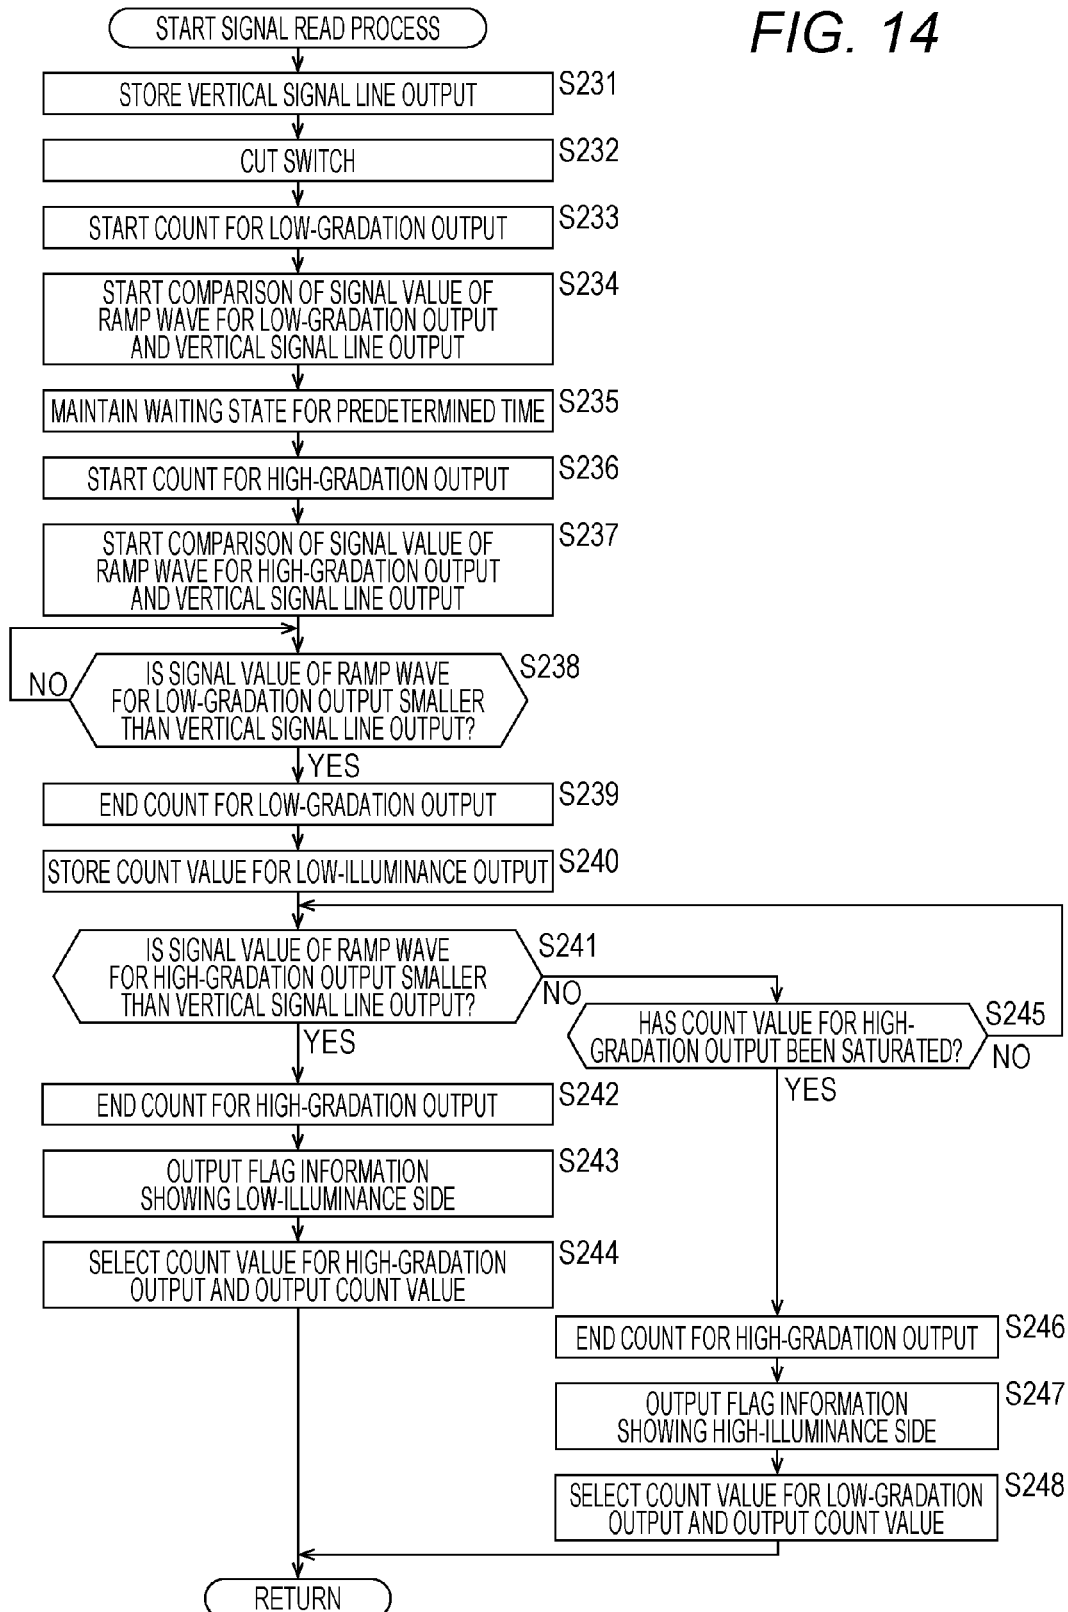 FIG. 14
START SIGNAL READ PROCESS
STORE VERTICAL SIGNAL LINE OUTPUT
S231
CUT SWITCH
S232
START COUNT FOR LOW-GRADATION OUTPUT
S233
START COMPARISON OF SIGNAL VALUE OF
RAMP WAVE FOR LOW-GRADATION OUTPUT
AND VERTICAL SIGNAL LINE OUTPUT
S234
MAINTAIN WAITING STATE FOR PREDETERMINED TIME
S235
START COUNT FOR HIGH-GRADATION OUTPUT
S236
START COMPARISON OF SIGNAL VALUE OF
RAMP WAVE FOR HIGH-GRADATION OUTPUT
AND VERTICAL SIGNAL LINE OUTPUT
S237
IS SIGNAL VALUE OF RAMP WAVE
FOR LOW-GRADATION OUTPUT SMALLER
THAN VERTICAL SIGNAL LINE OUTPUT?
S238
NO
YES
END COUNT FOR LOW-GRADATION OUTPUT
S239
STORE COUNT VALUE FOR LOW-ILLUMINANCE OUTPUT
S240
IS SIGNAL VALUE OF RAMP WAVE
FOR HIGH-GRADATION OUTPUT SMALLER
THAN VERTICAL SIGNAL LINE OUTPUT?
S241
NO
YES
HAS COUNT VALUE FOR HIGH-
GRADATION OUTPUT BEEN SATURATED?
S245
NO
YES
END COUNT FOR HIGH-GRADATION OUTPUT
S242
OUTPUT FLAG INFORMATION
SHOWING LOW-ILLUMINANCE SIDE
S243
SELECT COUNT VALUE FOR HIGH-GRADATION
OUTPUT AND OUTPUT COUNT VALUE
S244
END COUNT FOR HIGH-GRADATION OUTPUT
S246
OUTPUT FLAG INFORMATION
SHOWING HIGH-ILLUMINANCE SIDE
S247
SELECT COUNT VALUE FOR LOW-GRADATION
OUTPUT AND OUTPUT COUNT VALUE
S248
RETURN